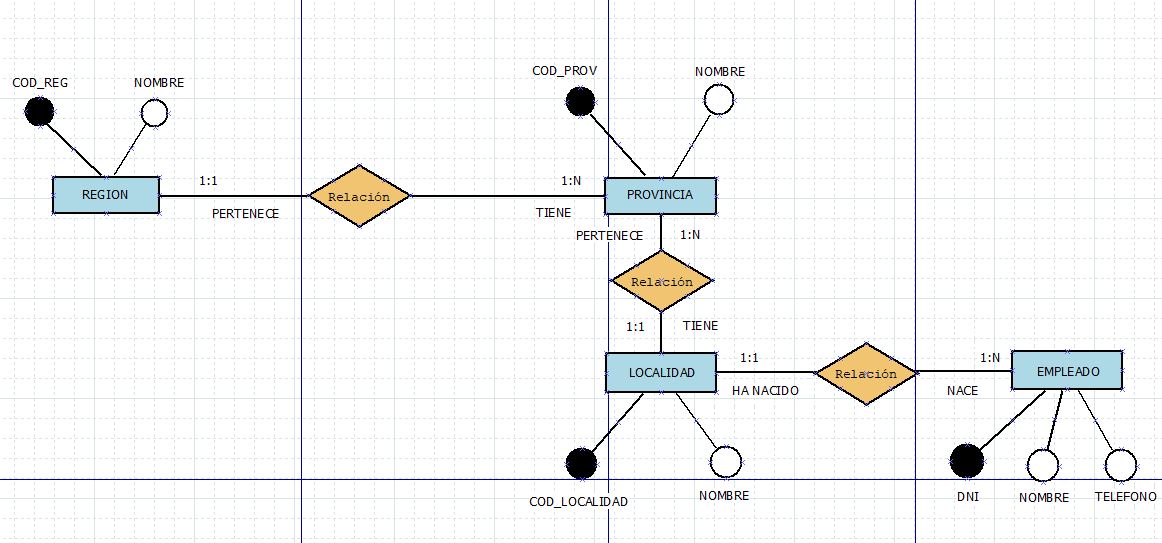 COD_REG
NOMBRE
COD_PROV
NOMBRE
REGION
1:1
PERTENECE
Relación
1:N
TIENE
PROVINCIA
PERTENECE
1:N
Relación
1:1
TIENE
LOCALIDAD
1:1
HA NACIDO
Relación
1:N
NACE
EMPLEADO
COD_LOCALIDAD
NOMBRE
DNI
NOMBRE
TELEFONO